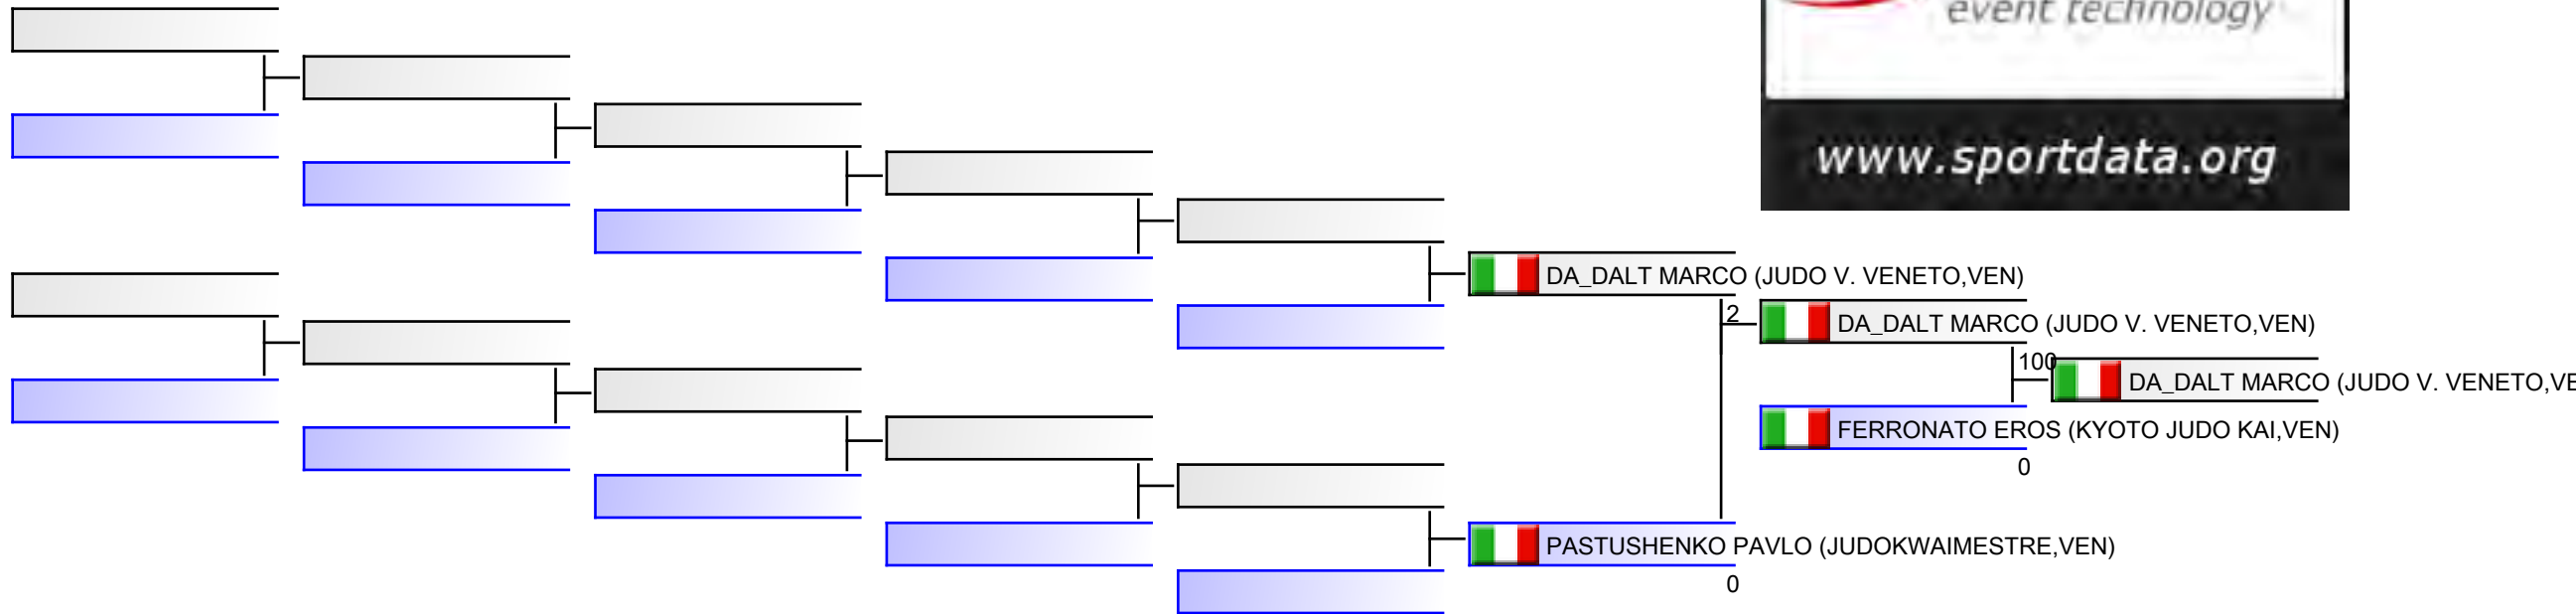 event technology
www.sportdata.org
DA_DALT MARCO (JUDO V. VENETO,VEN)
2
DA_DALT MARCO (JUDO V. VENETO,VEN)
100
DA_DALT MARCO (JUDO V. VENETO,VE
FERRONATO EROS (KYOTO JUDO KAI,VEN)
0
PASTUSHENKO PAVLO (JUDOKWAIMESTRE,VEN)
0